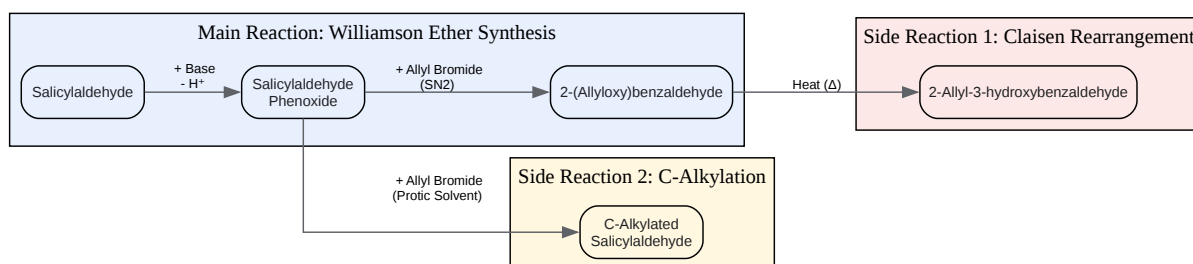 Main Reaction: Williamson Ether Synthesis
Salicylaldehyde
+ Base
- H⁺
Salicylaldehyde
Phenoxide
+ Allyl Bromide
(SN2)
2-(Allyloxy)benzaldehyde
Side Reaction 1: Claisen Rearrangement
Heat (Δ)
2-Allyl-3-hydroxybenzaldehyde
+ Allyl Bromide
(Protic Solvent)
Side Reaction 2: C-Alkylation
C-Alkylated
Salicylaldehyde